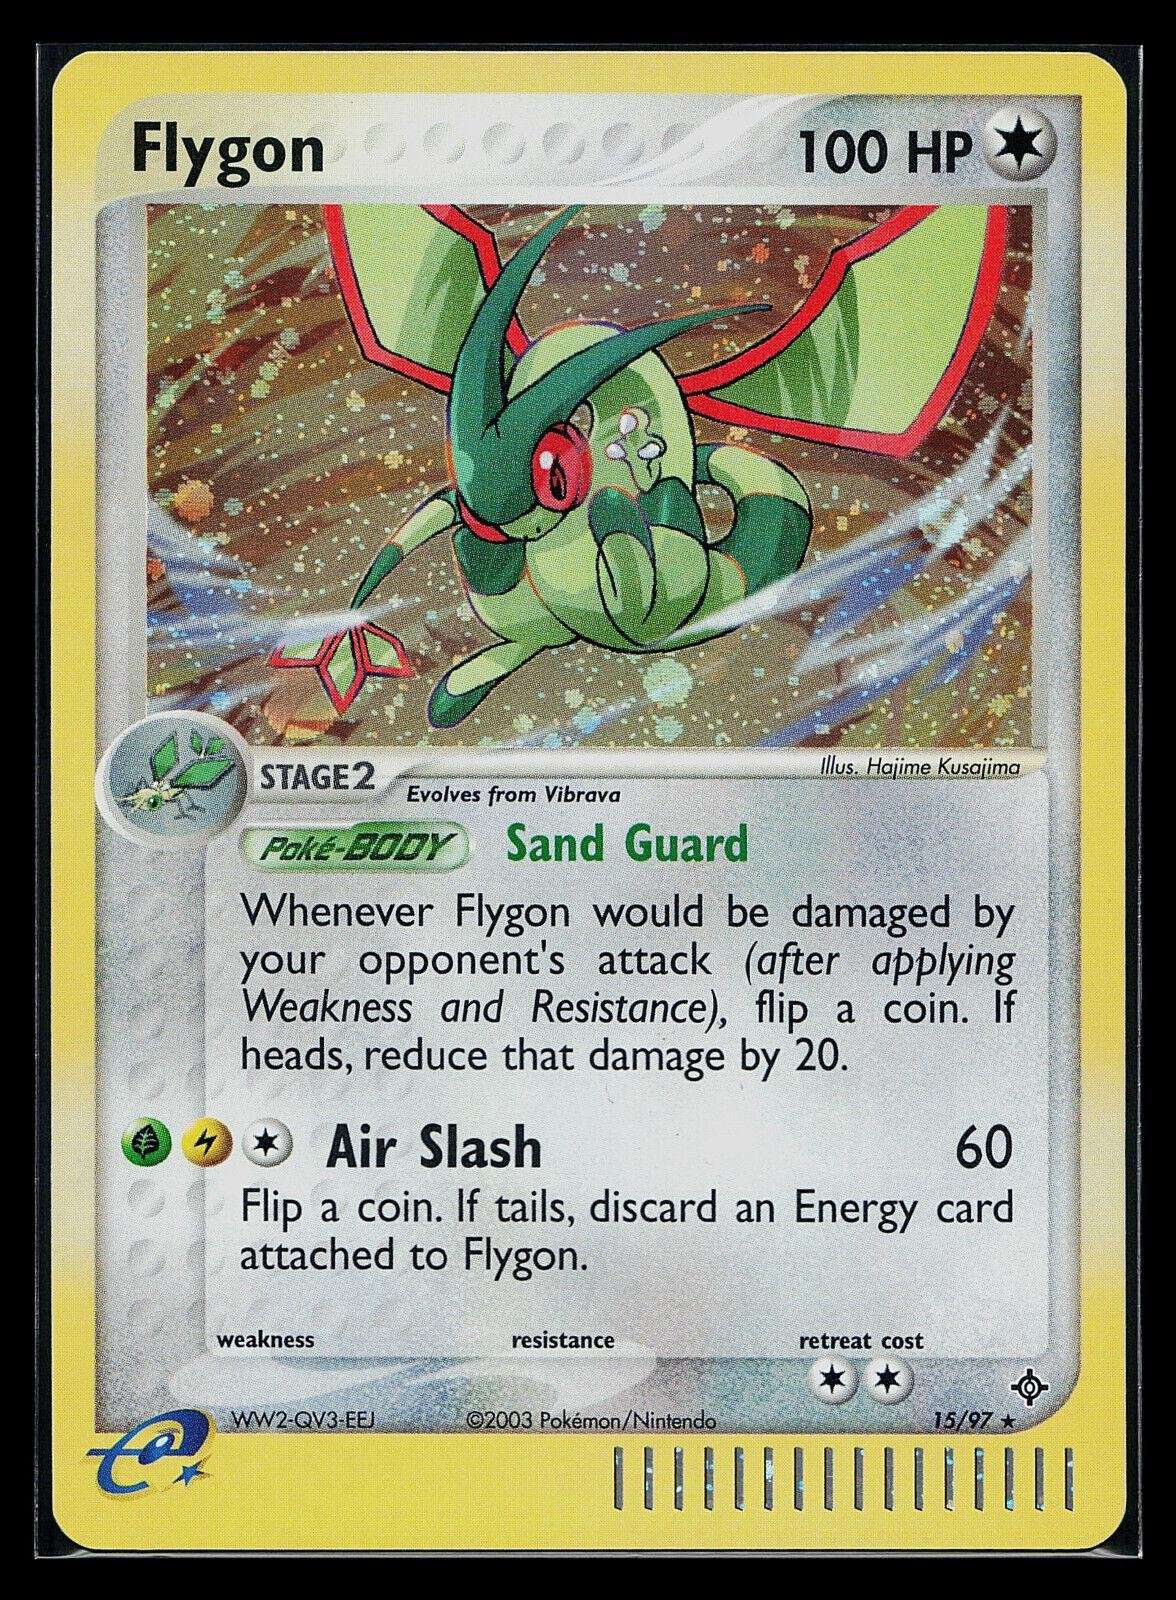 Flygon
100 HP
Illus. Hajime Kusajima
STAGE2
Evolves from Vibrava
Poké-BODY Sand Guard
Whenever Flygon would be damaged by
your opponent's attack (after applying
Weakness and Resistance), flip a coin. If
heads, reduce that damage by 20.
Air Slash 60
Flip a coin. If tails, discard an Energy card
attached to Flygon.
weakness resistance retreat cost
WW2-QV3-EEJ ©2003 Pokémon/Nintendo 15/97 ★
e